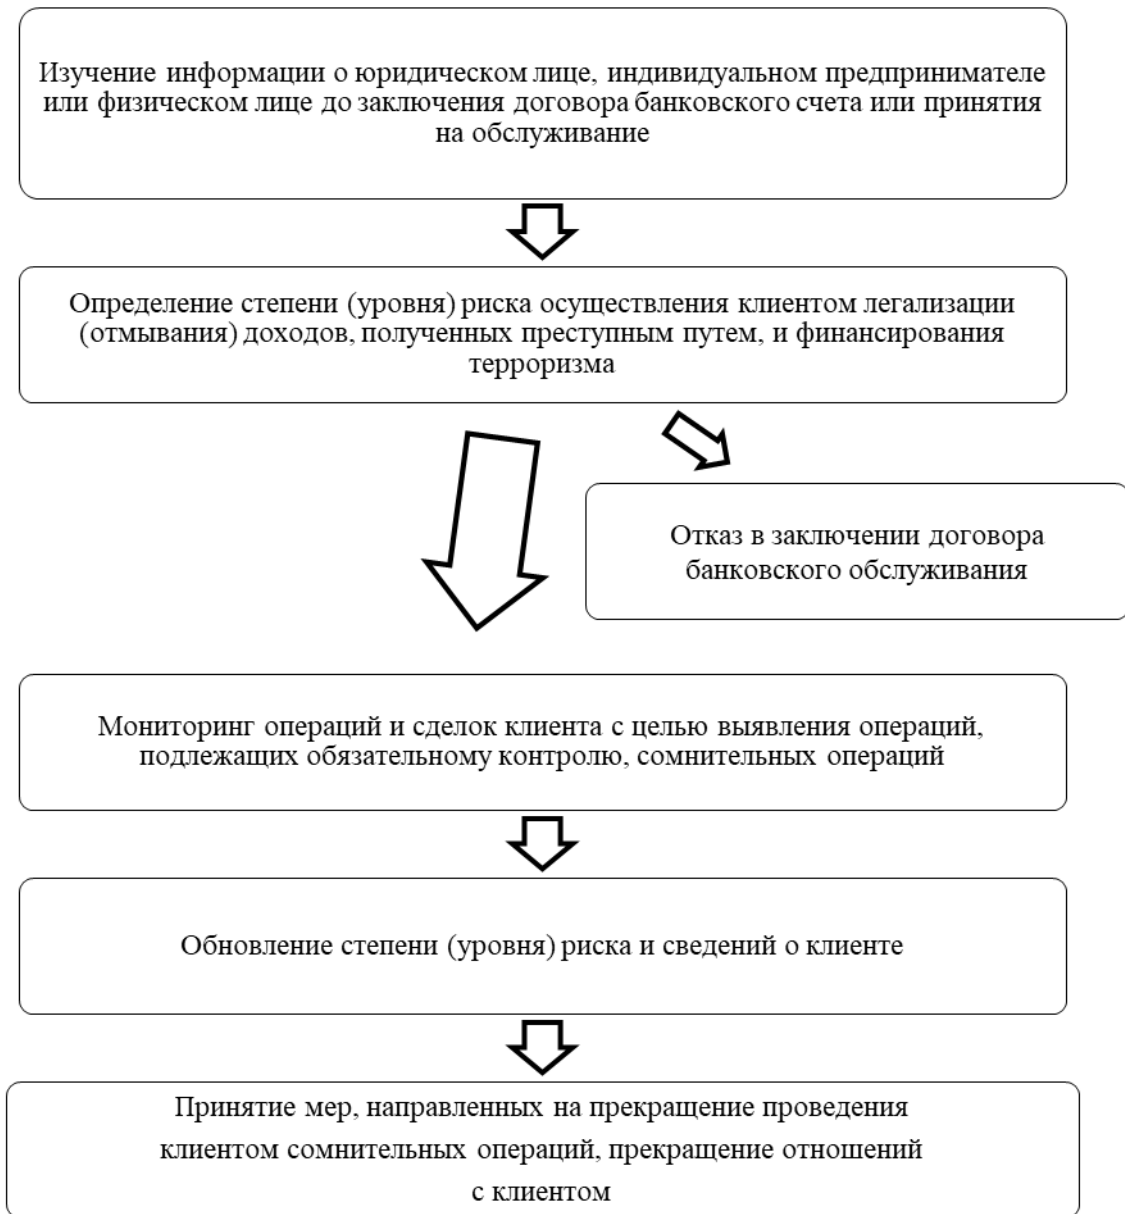 Изучение информации о юридическом лице, индивидуальном предпринимателе
или физическом лице до заключения договора банковского счета или принятия
на обслуживание
Определение степени (уровня) риска осуществления клиентом легализации
(отмывания) доходов, полученных преступным путем, и финансирования
терроризма
Отказ в заключении договора
банковского обслуживания
Мониторинг операций и сделок клиента с целью выявления операций,
подлежащих обязательному контролю, сомнительных операций
Обновление степени (уровня) риска и сведений о клиенте
Принятие мер, направленных на прекращение проведения
клиентом сомнительных операций, прекращение отношений
с клиентом